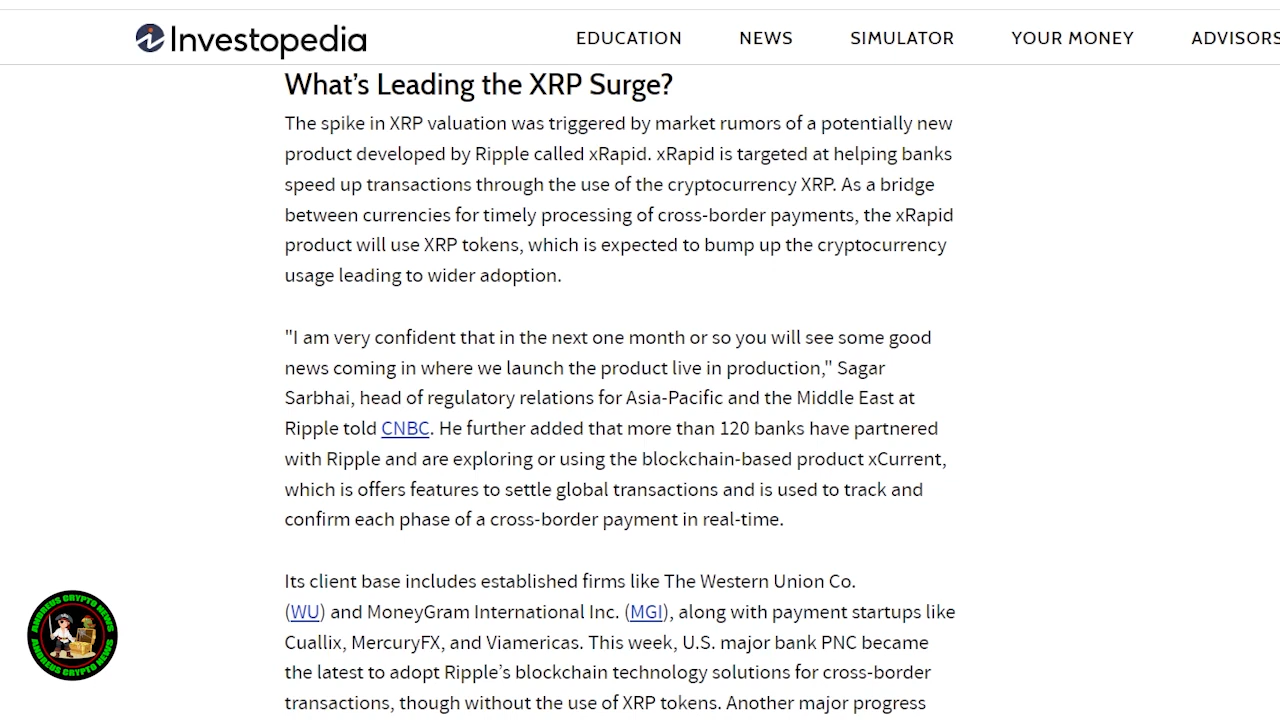 Investopedia
EDUCATION NEWS SIMULATOR YOUR MONEY ADVISORS
What's Leading the XRP Surge?
The spike in XRP valuation was triggered by market rumors of a potentially new
product developed by Ripple called xRapid. xRapid is targeted at helping banks
speed up transactions through the use of the cryptocurrency XRP. As a bridge
between currencies for timely processing of cross-border payments, the xRapid
product will use XRP tokens, which is expected to bump up the cryptocurrency
usage leading to wider adoption.
"I am very confident that in the next one month or so you will see some good
news coming in where we launch the product live in production," Sagar
Sarbhai, head of regulatory relations for Asia-Pacific and the Middle East at
Ripple told CNBC. He further added that more than 120 banks have partnered
with Ripple and are exploring or using the blockchain-based product xCurrent,
which is offers features to settle global transactions and is used to track and
confirm each phase of a cross-border payment in real-time.
Its client base includes established firms like The Western Union Co.
(WU) and MoneyGram International Inc. (MGI), along with payment startups like
Cuallix, MercuryFX, and Viamericas. This week, U.S. major bank PNC became
the latest to adopt Ripple's blockchain technology solutions for cross-border
transactions, though without the use of XRP tokens. Another major progress
ANDREUS CRYPTO NEWS
ANDREUS CRYPTO NEWS